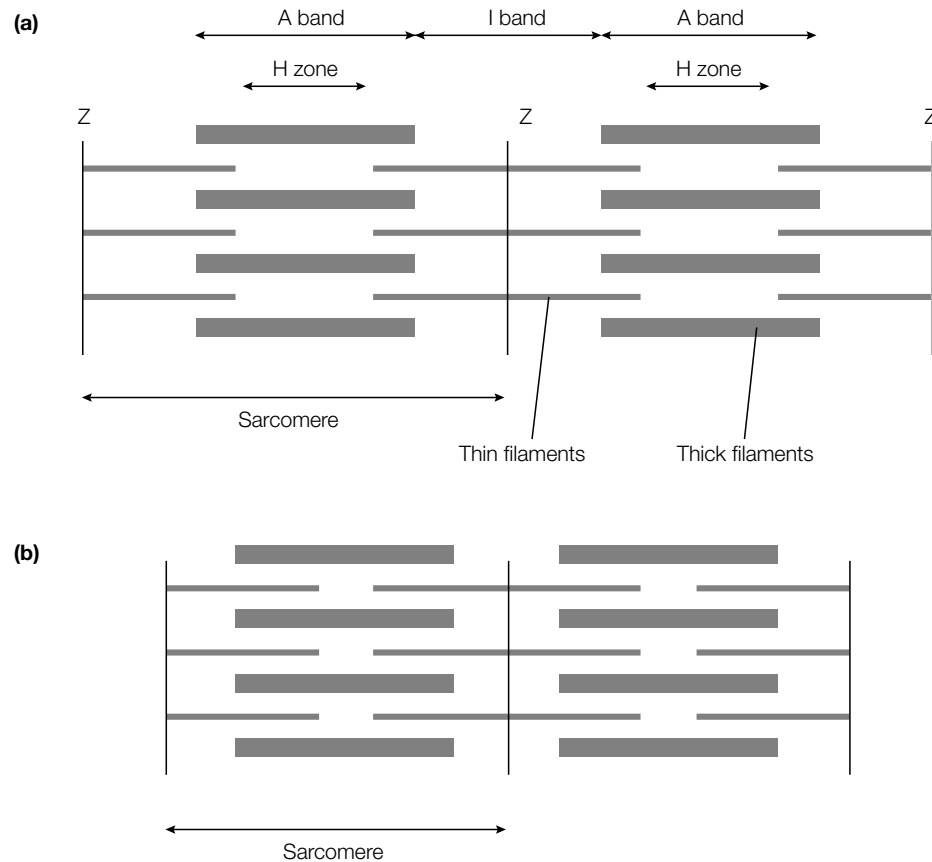 (a)
A band
I band
A band
H zone
H zone
Z
Z
Z
Sarcomere
Thin filaments
Thick filaments
(b)
Sarcomere